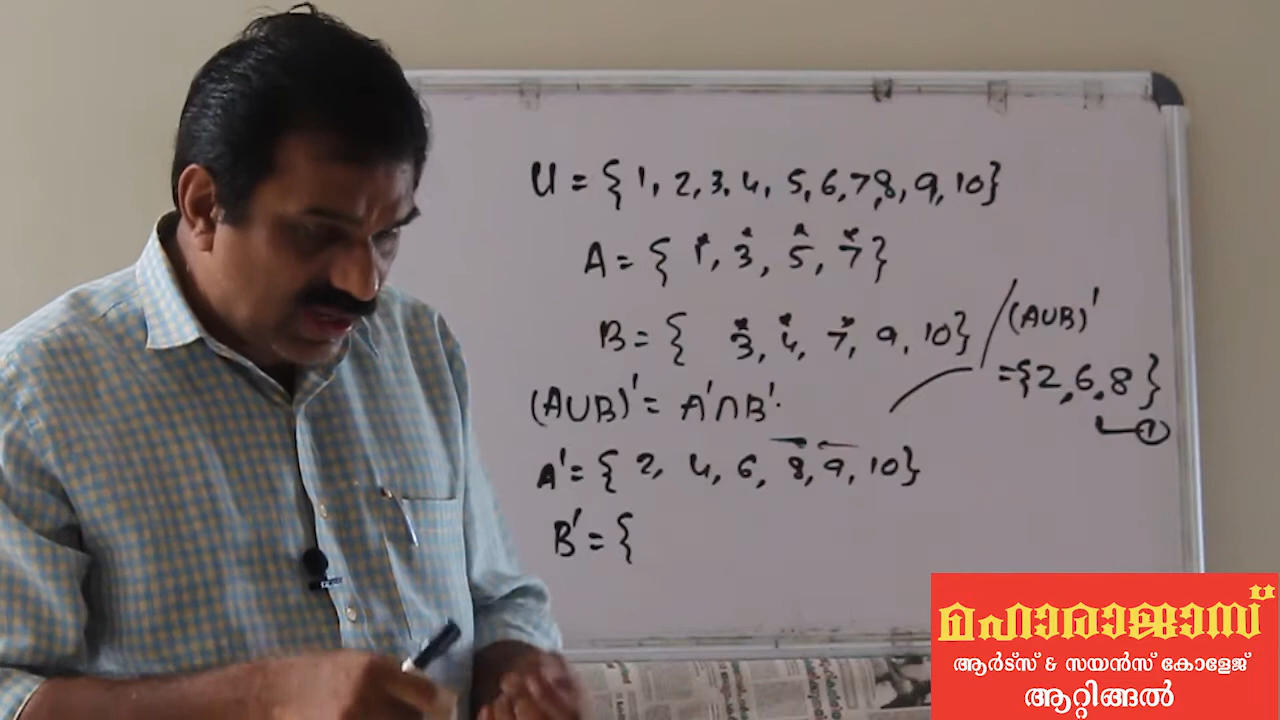 U = { 1, 2, 3, 4, 5, 6, 7, 8, 9, 10}
A = { 1, 3, 5, 7}
B = { 3, 4, 7, 9, 10}
(A∪B)' = A'∩B'.
A' = { 2, 4, 6, 8, 9, 10}
B' = {
(A∪B)'
= {2, 6, 8}
1
മഹാരാജാസ്
ആർട്സ് & സയൻസ് കോളേജ്
ആറ്റിങ്ങൽ